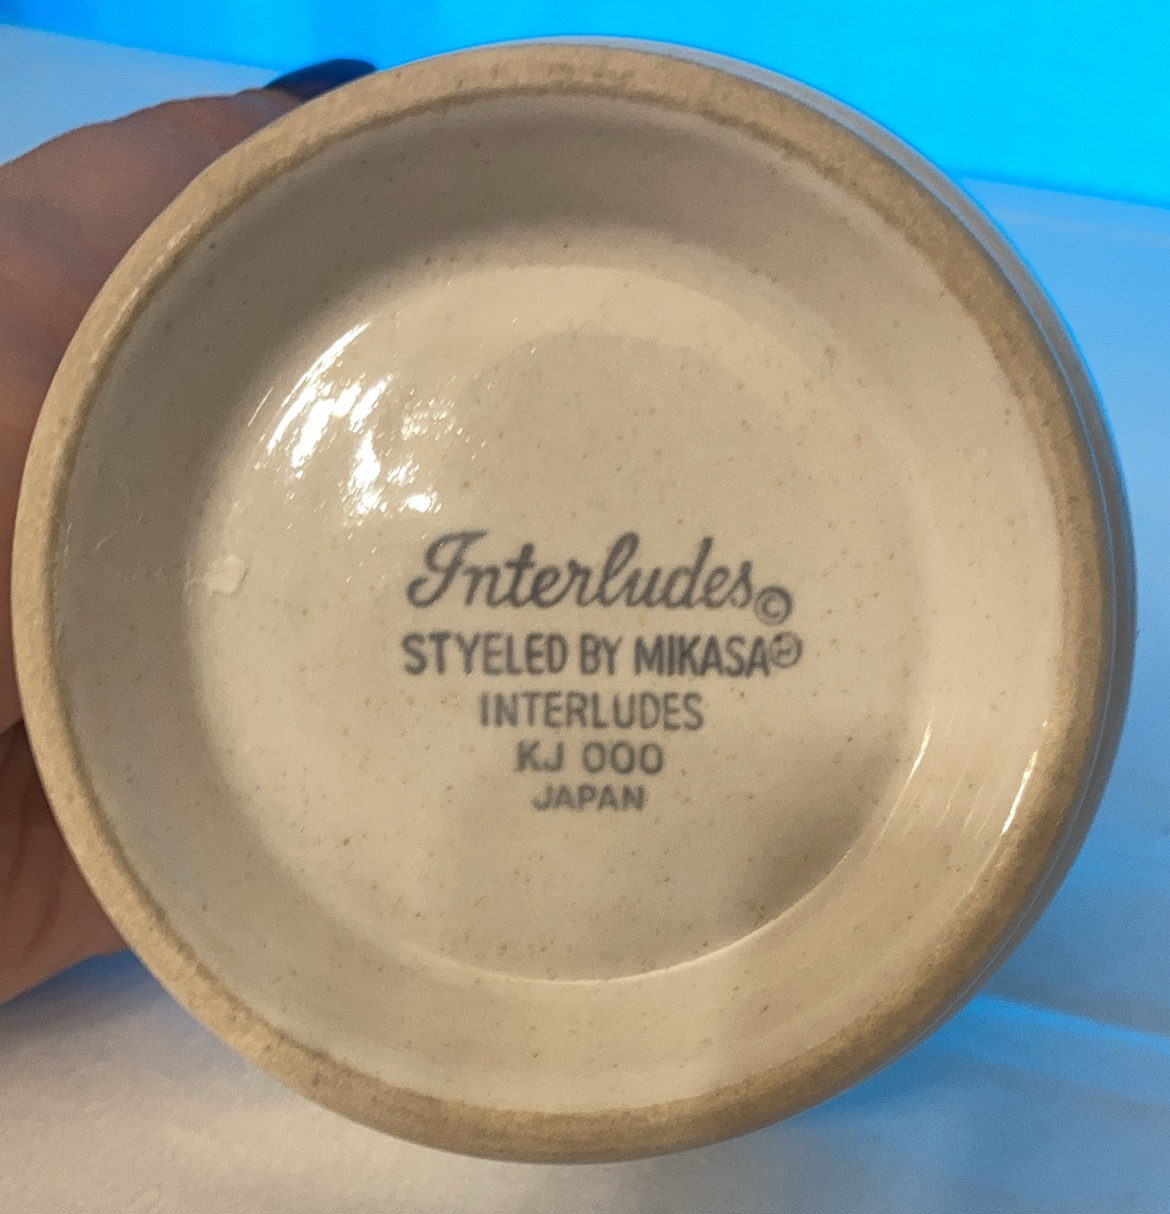 Interludes©
STYELED BY MIKASA®
INTERLUDES
KJ 000
JAPAN